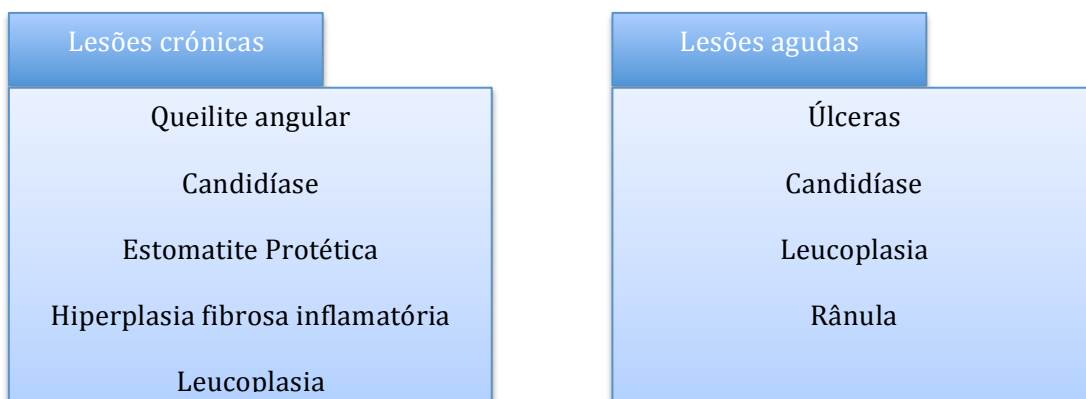 Lesões crónicas
Queilite angular
Candidíase
Estomatite Protética
Hiperplasia fibrosa inflamatória
Leucoplasia
Lesões agudas
Úlceras
Candidíase
Leucoplasia
Rânula